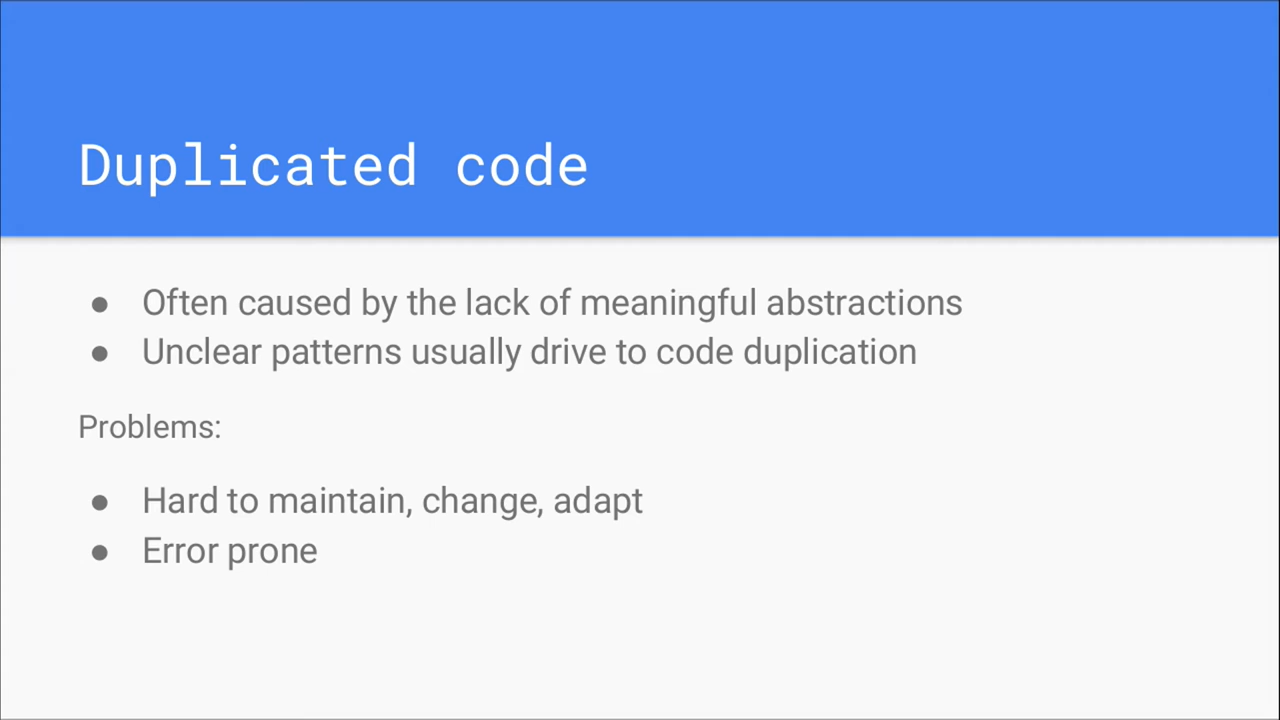 Duplicated code
● Often caused by the lack of meaningful abstractions
● Unclear patterns usually drive to code duplication
Problems:
● Hard to maintain, change, adapt
● Error prone